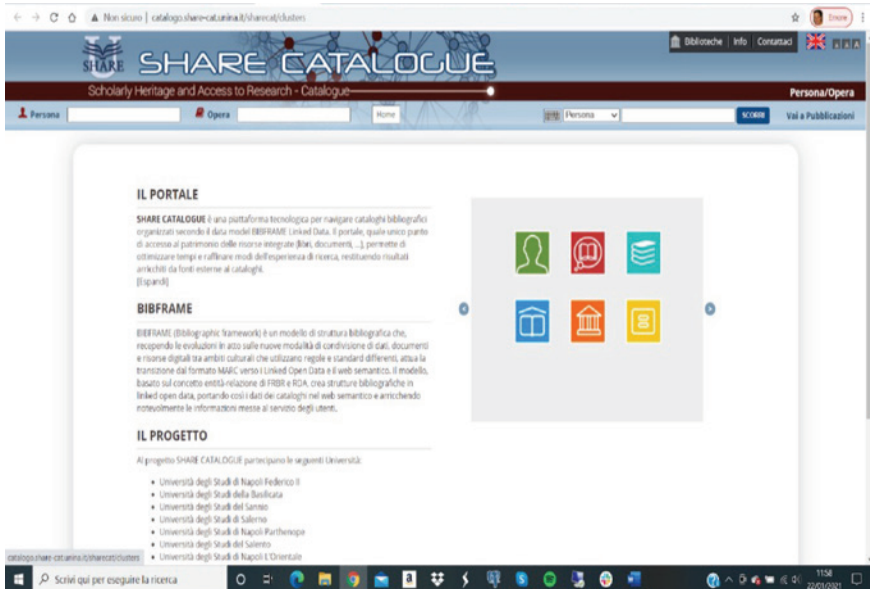 Non sicuro | catalogo.share-cat.unina.it/sharecat/clusters
Errore
Biblioteche | Info | Contattaci
SHARE
SHARE CATALOGUE
Scholarly Heritage and Access to Research - Catalogue
Persona/Opera
Persona
Opera
Home
Persona
SCORRI
Vai a Pubblicazioni
IL PORTALE
SHARE CATALOGUE è una piattaforma tecnologica per navigare cataloghi bibliografici
organizzati secondo il data model BIBFRAME Linked Data. Il portale, quale unico punto
di accesso al patrimonio delle risorse integrate (libri, documenti, ...), permette di
ottimizzare tempi e raffinare modi dell'esperienza di ricerca, restituendo risultati
arricchiti da fonti esterne ai cataloghi.
[Espandi]
BIBFRAME
BIBFRAME (Bibliographic framework) è un modello di struttura bibliografica che,
recependo le evoluzioni in atto sulle nuove modalità di condivisione di dati, documenti
e risorse digitali tra ambiti culturali che utilizzano regole e standard differenti, attua la
transizione dal formato MARC verso i Linked Open Data e il web semantico. Il modello,
basato sul concetto entità-relazione di FRBR e RDA, crea strutture bibliografiche in
linked open data, portando così i dati dei cataloghi nel web semantico e arricchendo
notevolmente le informazioni messe al servizio degli utenti.
IL PROGETTO
Al progetto SHARE CATALOGUE partecipano le seguenti Università:
Università degli Studi di Napoli Federico II
Università degli Studi della Basilicata
Università degli Studi del Sannio
Università degli Studi di Salerno
Università degli Studi di Napoli Parthenope
Università degli Studi del Salento
Università degli Studi di Napoli L'Orientale
catalogo.share-cat.unina.it/sharecat/clusters
Scrivi qui per eseguire la ricerca
11:58
22/01/2021